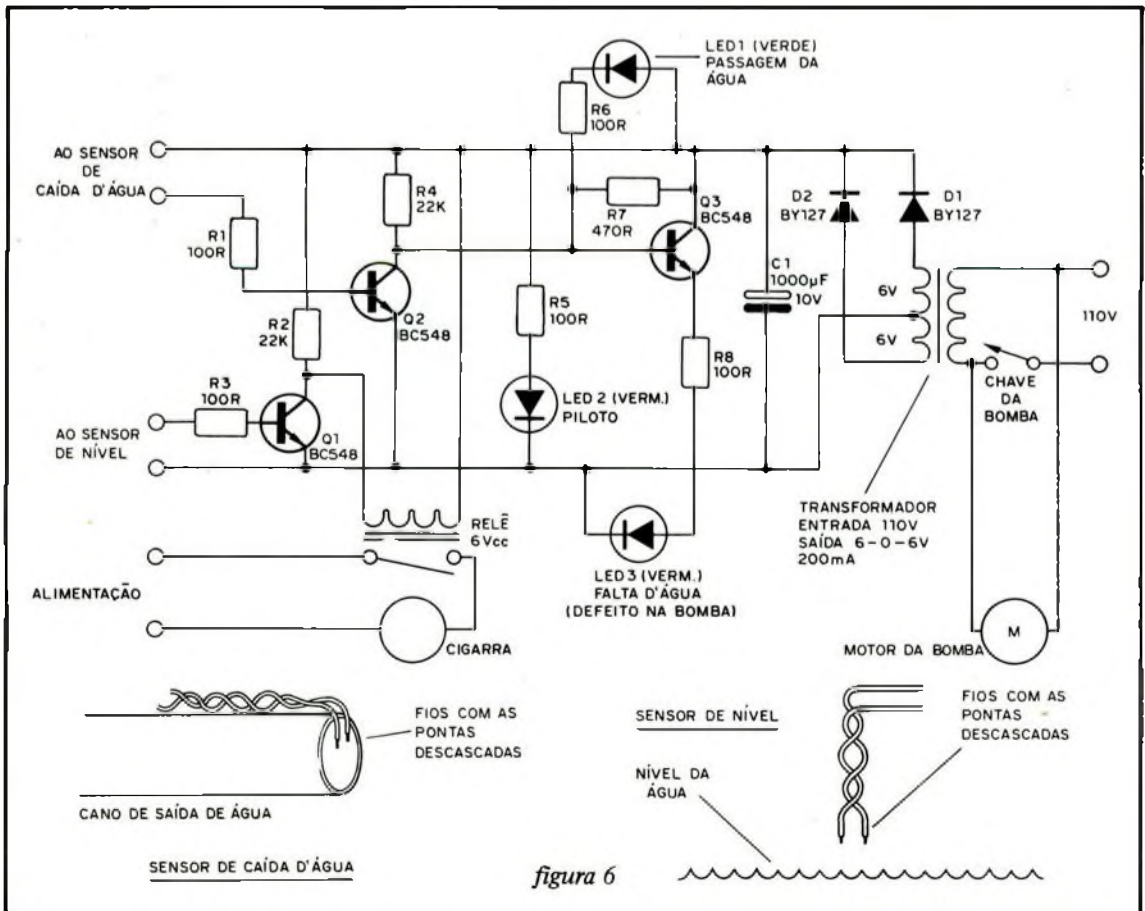 LED 1 (VERDE)
PASSAGEM DA
ÁGUA
R6
100R
AO SENSOR
DE
CAÍDA D'ÁGUA
R4
22K
R7
470R
Q3
BC548
D2
BY127
D1
BY127
R1
100R
C1
1000µF
10V
6V
6V
110V
Q2
BC548
R5
100R
R2
22K
R8
100R
R3
100R
LED 2 (VERM.)
PILOTO
CHAVE
DA
BOMBA
AO SENSOR
DE NÍVEL
Q1
BC548
RELÊ
6Vcc
TRANSFORMADOR
ENTRADA 110V
SAÍDA 6-0-6V
200mA
LED 3 (VERM.)
FALTA D'ÁGUA
(DEFEITO NA BOMBA)
ALIMENTAÇÃO
CIGARRA
MOTOR DA BOMBA
M
FIOS COM AS
PONTAS
DESCASCADAS
CANO DE SAÍDA DE ÁGUA
SENSOR DE CAÍDA D'ÁGUA
SENSOR DE NÍVEL
FIOS COM AS
PONTAS
DESCASCADAS
NÍVEL DA
ÁGUA
figura 6